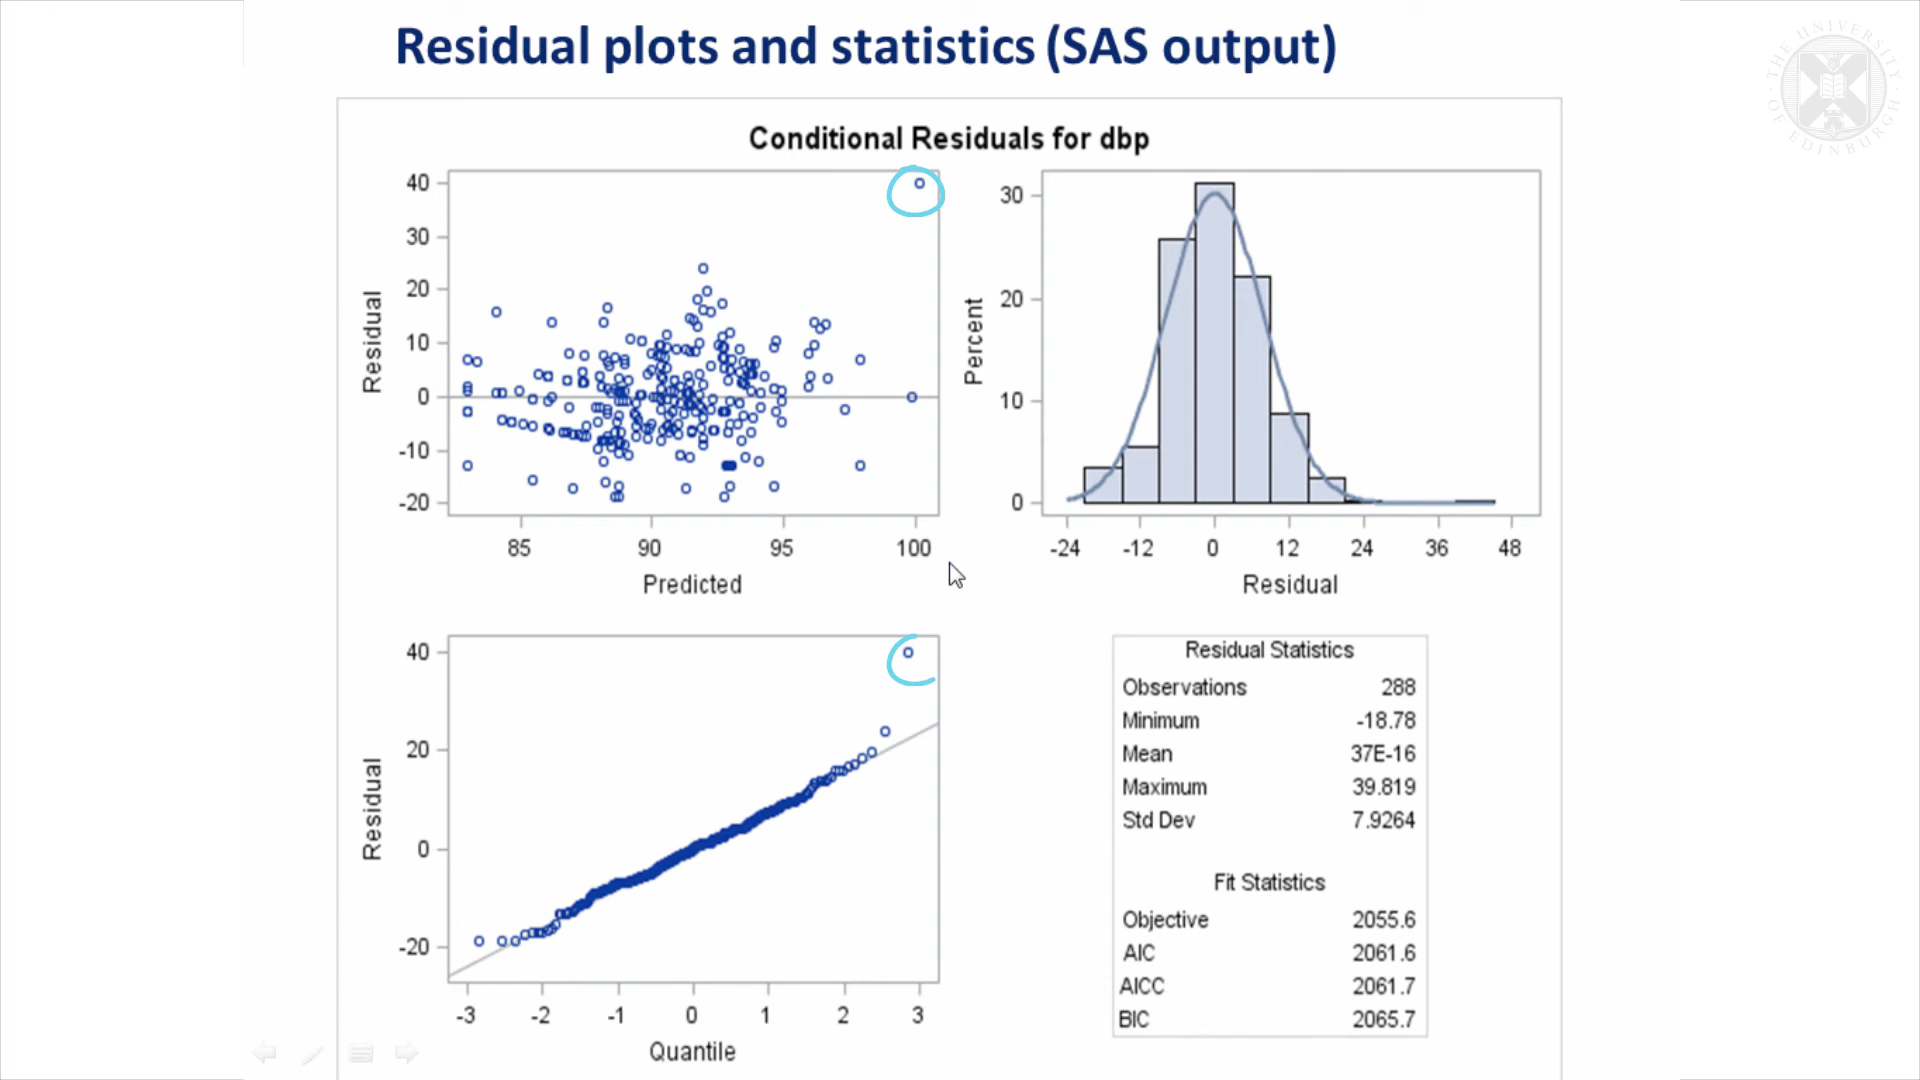 Residual plots and statistics (SAS output)
THE UNIVERSITY OF EDINBURGH
Conditional Residuals for dbp
40
30
20
10
0
-10
-20
Residual
85 90 95 100
Predicted
30
20
10
0
Percent
-24 -12 0 12 24 36 48
Residual
40
20
0
-20
Residual
-3 -2 -1 0 1 2 3
Quantile
Residual Statistics
Observations 288
Minimum -18.78
Mean 37E-16
Maximum 39.819
Std Dev 7.9264
Fit Statistics
Objective 2055.6
AIC 2061.6
AICC 2061.7
BIC 2065.7